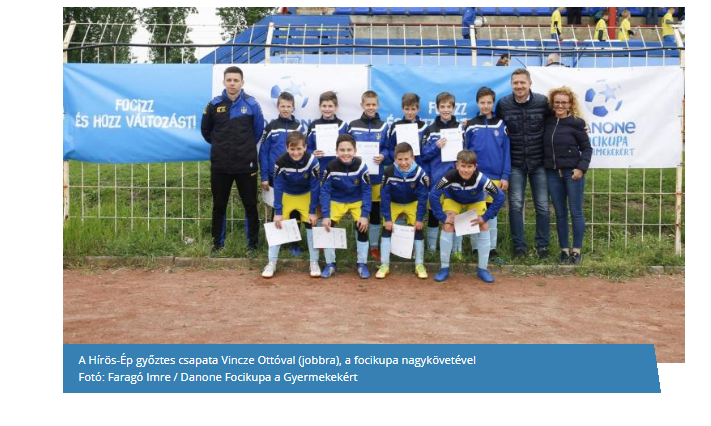 FOCIZZ
ÉS HÚZZ VÁLTOZÁST!
DANONE
FOCIKUPA
GYERMEKEKÉRT
A Hírös-Ép győztes csapata Vincze Ottóval (jobbra), a focikupa nagykövetével
Fotó: Faragó Imre / Danone Focikupa a Gyermekekért